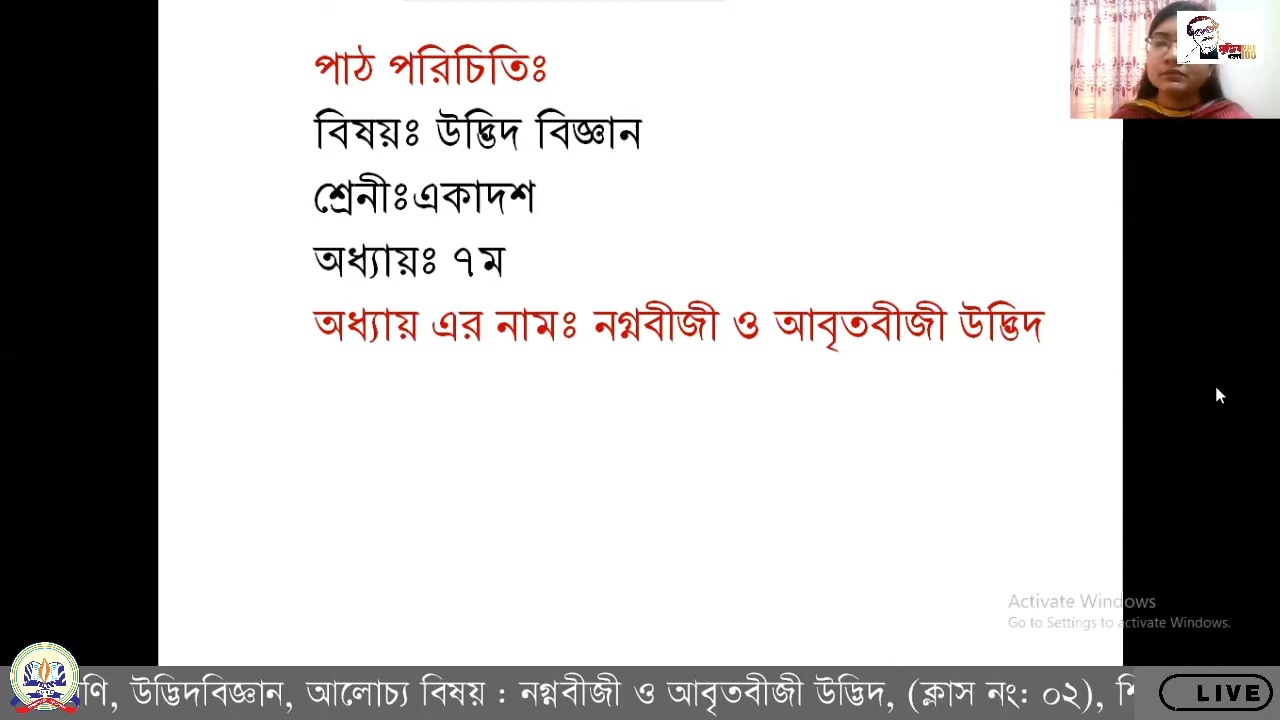 পাঠ পরিচিতিঃ
বিষয়ঃ উদ্ভিদ বিজ্ঞান
শ্রেনীঃএকাদশ
অধ্যায়ঃ ৭ম
অধ্যায় এর নামঃ নগ্নবীজী ও আবৃতবীজী উদ্ভিদ
Activate Windows
Go to Settings to activate Windows.
ণি, উদ্ভিদবিজ্ঞান, আলোচ্য বিষয় : নগ্নবীজী ও আবৃতবীজী উদ্ভিদ, (ক্লাস নং: ০২),
LIVE